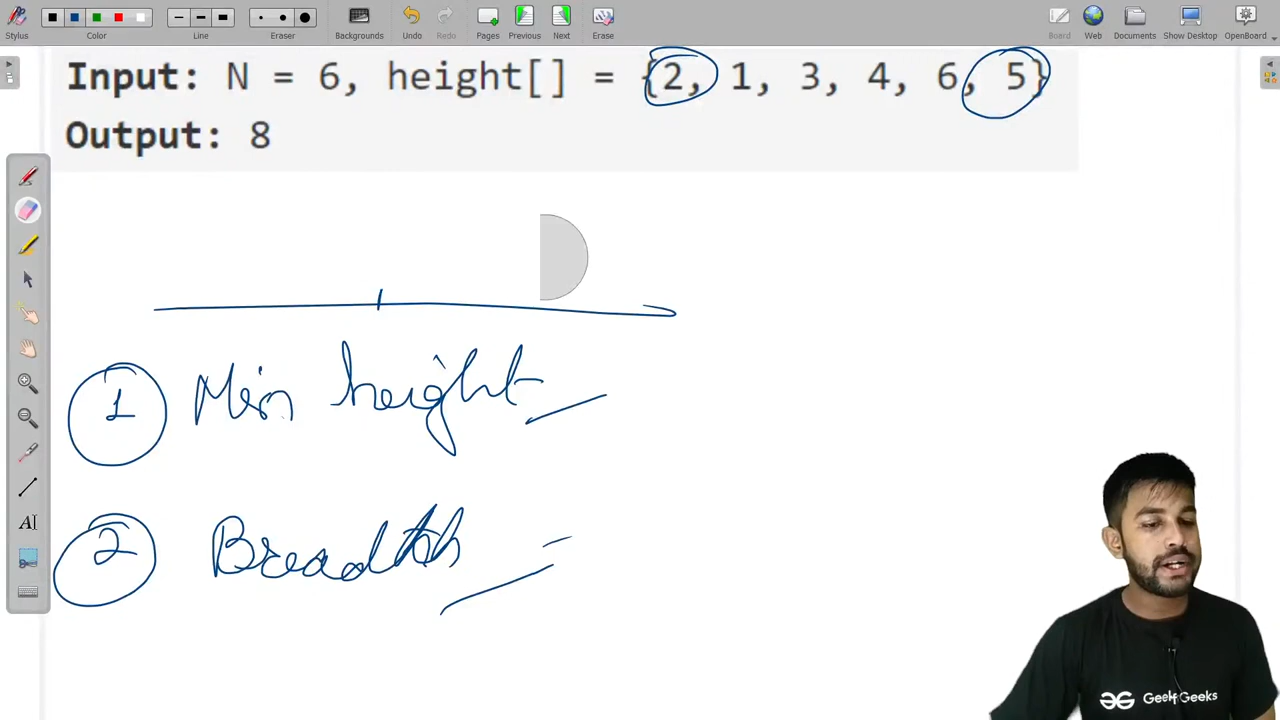 Stylus Color Line Eraser Backgrounds Undo Redo Pages Previous Next Erase Board Web Documents Show Desktop OpenBoard
Input: N = 6, height[] = {2, 1, 3, 4, 6, 5}
Output: 8
1 Min height
2 Breadth
GeeksforGeeks